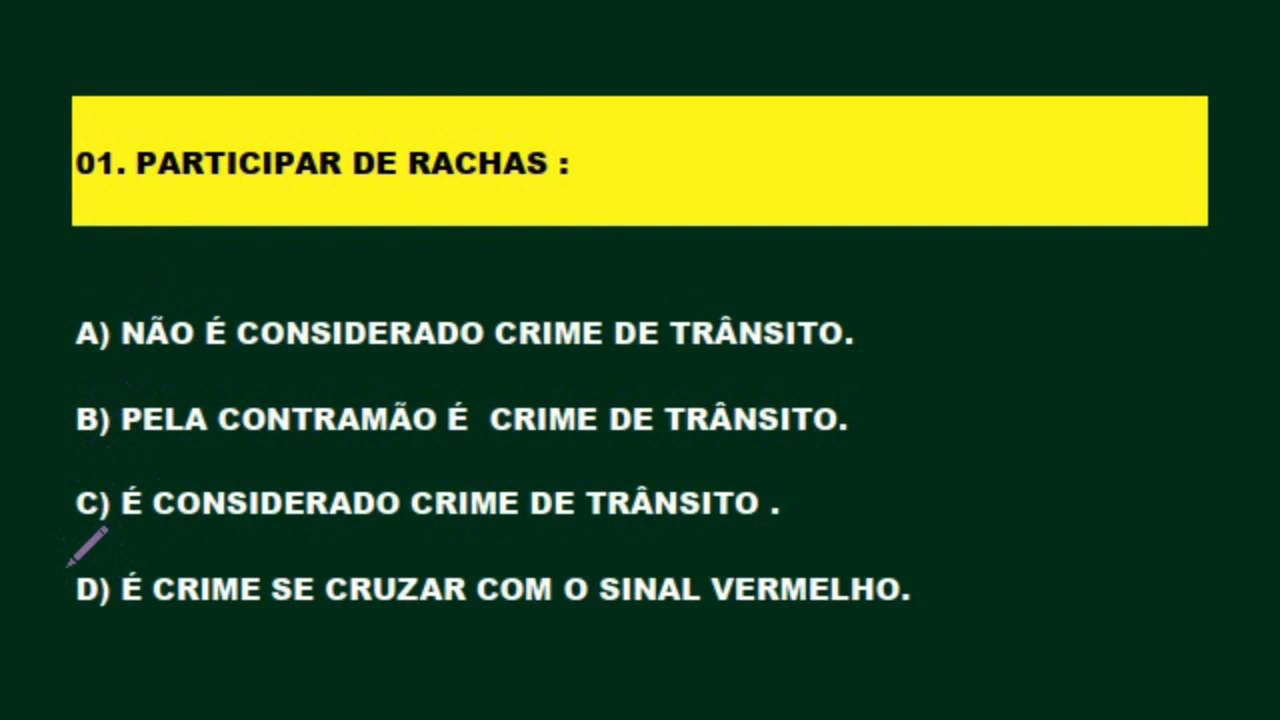 01. PARTICIPAR DE RACHAS :
A) NÃO É CONSIDERADO CRIME DE TRÂNSITO.
B) PELA CONTRAMÃO É  CRIME DE TRÂNSITO.
C) É CONSIDERADO CRIME DE TRÂNSITO .
D) É CRIME SE CRUZAR COM O SINAL VERMELHO.